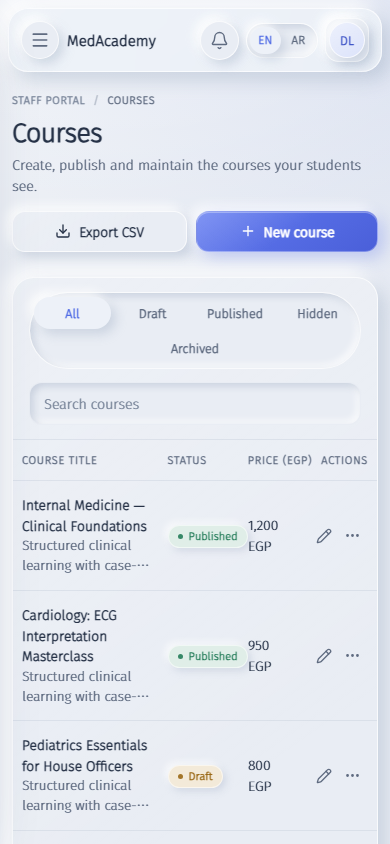 MedAcademy
EN AR DL
STAFF PORTAL / COURSES
Courses
Create, publish and maintain the courses your students
see.
Export CSV
New course
All Draft Published Hidden
Archived
Search courses
COURSE TITLE STATUS PRICE (EGP) ACTIONS
Internal Medicine —
Clinical Foundations
Structured clinical
learning with case-…
Published
1,200
EGP
Cardiology: ECG
Interpretation
Masterclass
Structured clinical
learning with case-…
Published
950
EGP
Pediatrics Essentials
for House Officers
Structured clinical
learning with case-…
Draft
800
EGP